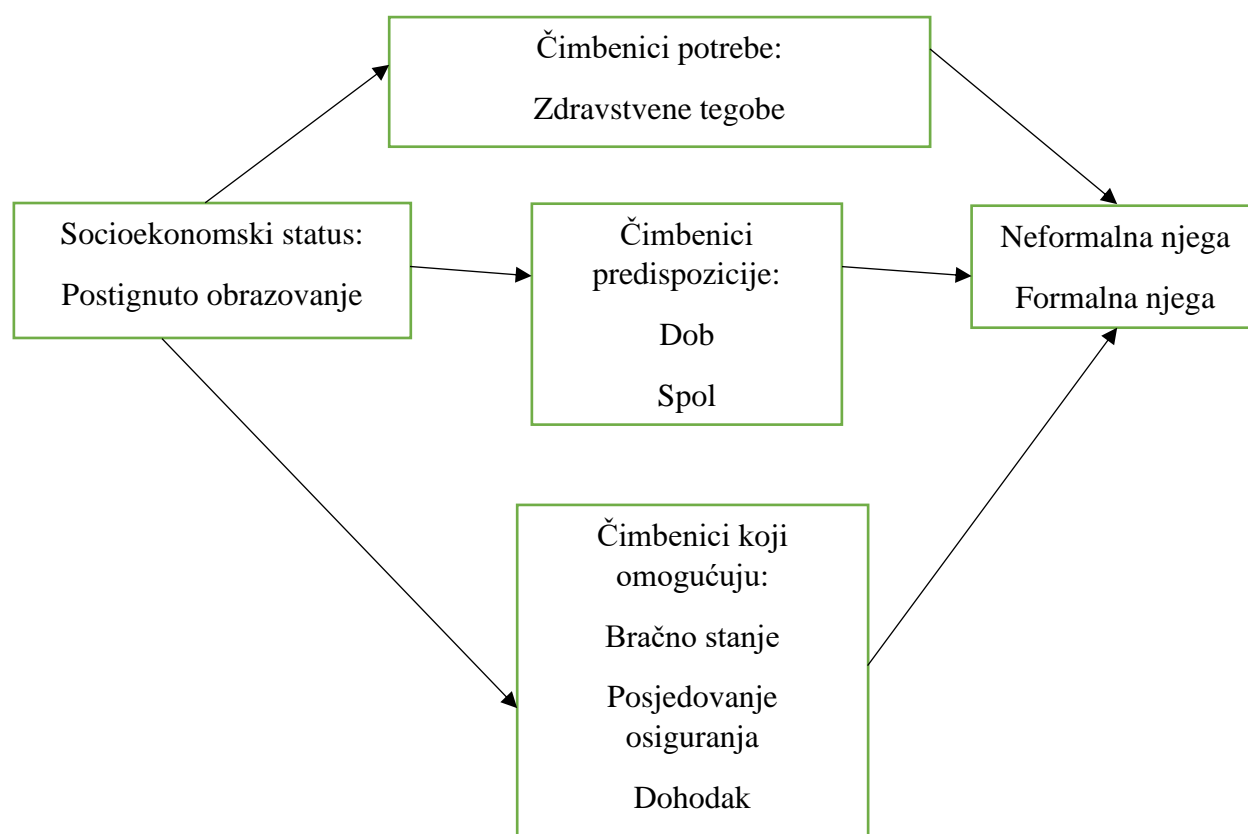 Čimbenici potrebe:
Zdravstvene tegobe
Socioekonomski status:
Postignuto obrazovanje
Čimbenici
predispozicije:
Dob
Spol
Neformalna njega
Formalna njega
Čimbenici koji
omogućuju:
Bračno stanje
Posjedovanje
osiguranja
Dohodak